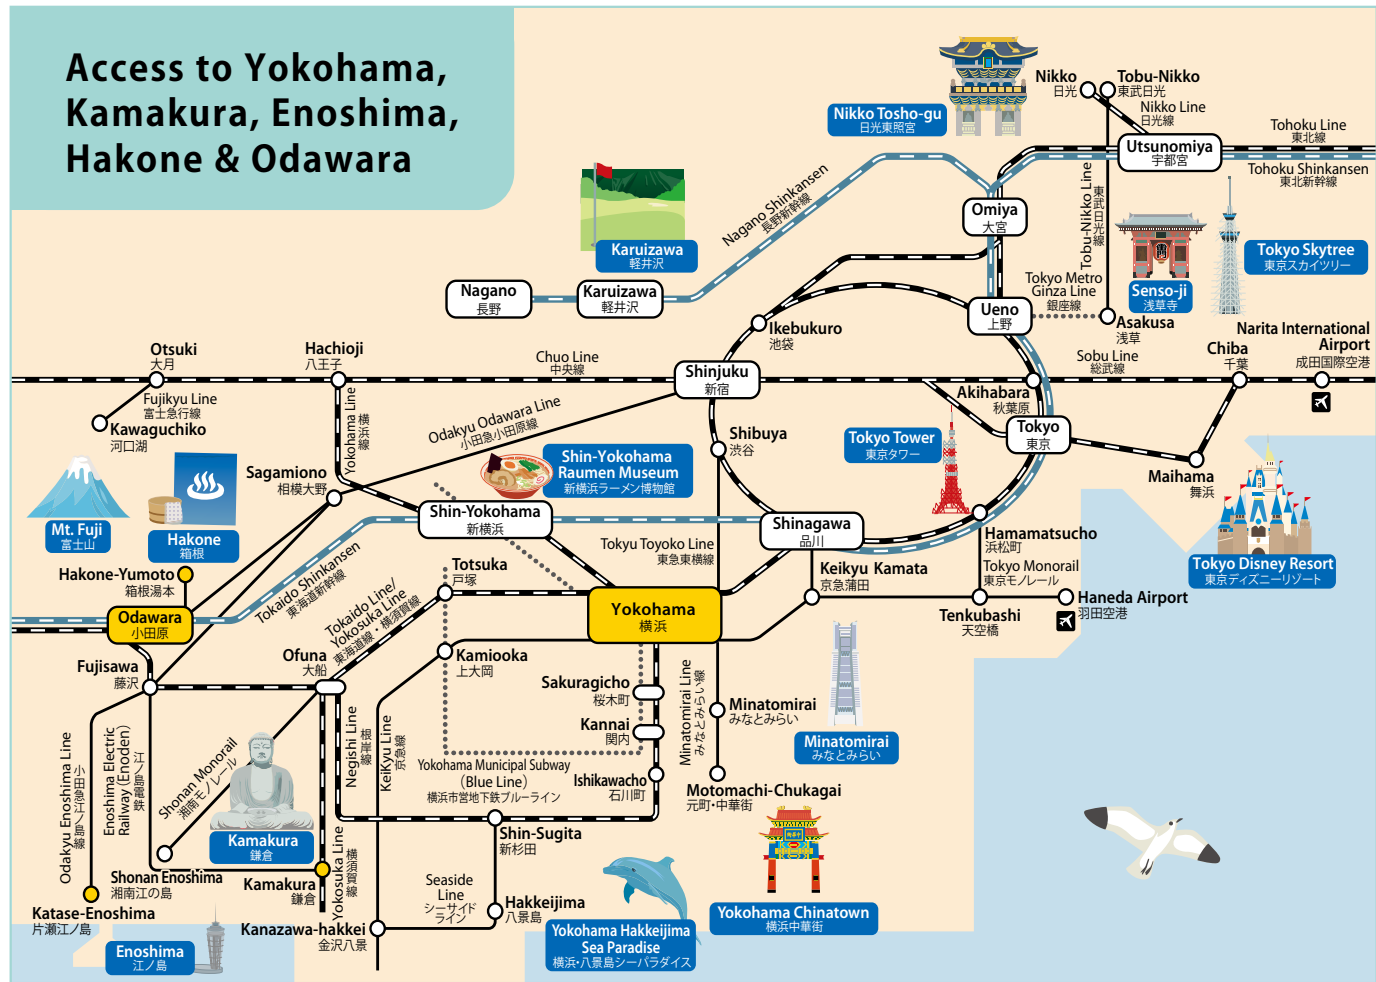 Access to Yokohama,
Kamakura, Enoshima,
Hakone & Odawara
Nikko
日光
Tobu-Nikko
東武日光
Nikko Line
日光線
Nikko Tosho-gu
日光東照宮
Utsunomiya
宇都宮
Tohoku Line
東北線
Tohoku Shinkansen
東北新幹線
Nagano Shinkansen
長野新幹線
Omiya
大宮
Tobu-Nikko Line
東武日光線
Karuizawa
軽井沢
Tokyo Skytree
東京スカイツリー
Tokyo Metro
Ginza Line
銀座線
Senso-ji
浅草寺
Nagano
長野
Karuizawa
軽井沢
Ueno
上野
Asakusa
浅草
Ikebukuro
池袋
Narita International
Airport
成田国際空港
Otsuki
大月
Hachioji
八王子
Chuo Line
中央線
Shinjuku
新宿
Sobu Line
総武線
Chiba
千葉
Akihabara
秋葉原
Fujikyu Line
富士急行線
Kawaguchiko
河口湖
Yokohama Line
横浜線
Odakyu Odawara Line
小田急小田原線
Shibuya
渋谷
Tokyo Tower
東京タワー
Tokyo
東京
Maihama
舞浜
Sagamiono
相模大野
Shin-Yokohama
Raumen Museum
新横浜ラーメン博物館
Mt. Fuji
富士山
Hakone
箱根
Shin-Yokohama
新横浜
Shinagawa
品川
Hamamatsucho
浜松町
Tokyo Disney Resort
東京ディズニーリゾート
Hakone-Yumoto
箱根湯本
Tokaido Shinkansen
東海道新幹線
Totsuka
戸塚
Tokyu Toyoko Line
東急東横線
Keikyu Kamata
京急蒲田
Tokyo Monorail
東京モノレール
Tenkubashi
天空橋
Haneda Airport
羽田空港
Odawara
小田原
Tokaido Line/
Yokosuka Line
東海道線・横須賀線
Yokohama
横浜
Fujisawa
藤沢
Ofuna
大船
Kamiooka
上大岡
Sakuragicho
桜木町
Kannai
関内
Minatomirai Line
みなとみらい線
Minatomirai
みなとみらい
Minatomirai
みなとみらい
Odakyu Enoshima Line
小田急江ノ島線
Enoshima Electric
Railway (Enoden)
江ノ島電鉄
Shonan Monorail
湘南モノレール
Negishi Line
根岸線
KeiKyu Line
京急線
Yokohama Municipal Subway
（Blue Line）
横浜市営地下鉄ブルーライン
Ishikawacho
石川町
Motomachi-Chukagai
元町・中華街
Kamakura
鎌倉
Shin-Sugita
新杉田
Shonan Enoshima
湘南江の島
Kamakura
鎌倉
Yokosuka Line
横須賀線
Seaside
Line
シーサイド
ライン
Hakkeijima
八景島
Katase-Enoshima
片瀬江ノ島
Enoshima
江ノ島
Kanazawa-hakkei
金沢八景
Yokohama Hakkeijima
Sea Paradise
横浜・八景島シーパラダイス
Yokohama Chinatown
横浜中華街